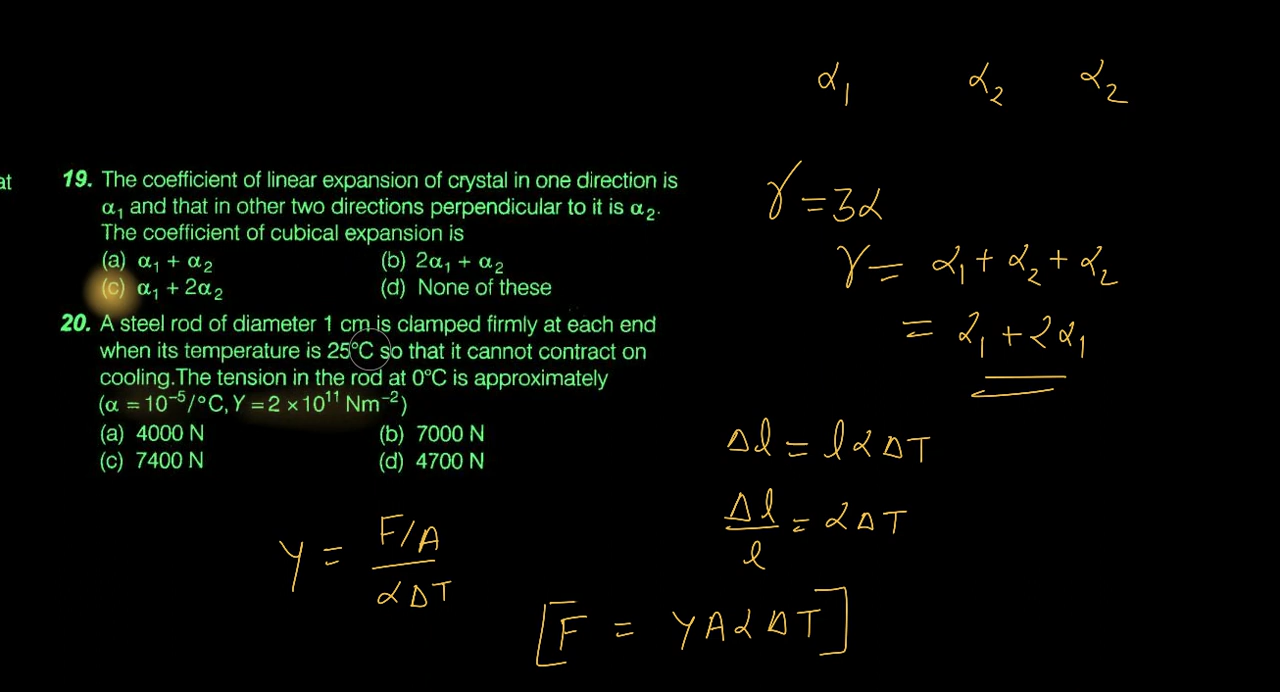 α₁ α₂ α₂
at
19. The coefficient of linear expansion of crystal in one direction is
α₁ and that in other two directions perpendicular to it is α₂.
The coefficient of cubical expansion is
(a) α₁ + α₂ (b) 2α₁ + α₂
(c) α₁ + 2α₂ (d) None of these
20. A steel rod of diameter 1 cm is clamped firmly at each end
when its temperature is 25°C so that it cannot contract on
cooling.The tension in the rod at 0°C is approximately
(α = 10⁻⁵/°C, Y = 2 × 10¹¹ Nm⁻²)
(a) 4000 N (b) 7000 N
(c) 7400 N (d) 4700 N
γ = 3α
γ = α₁ + α₂ + α₂
= α₁ + 2α₁
Δl = lαΔT
Δl/l = αΔT
Y = F/A / αΔT
[F = YAαΔT]